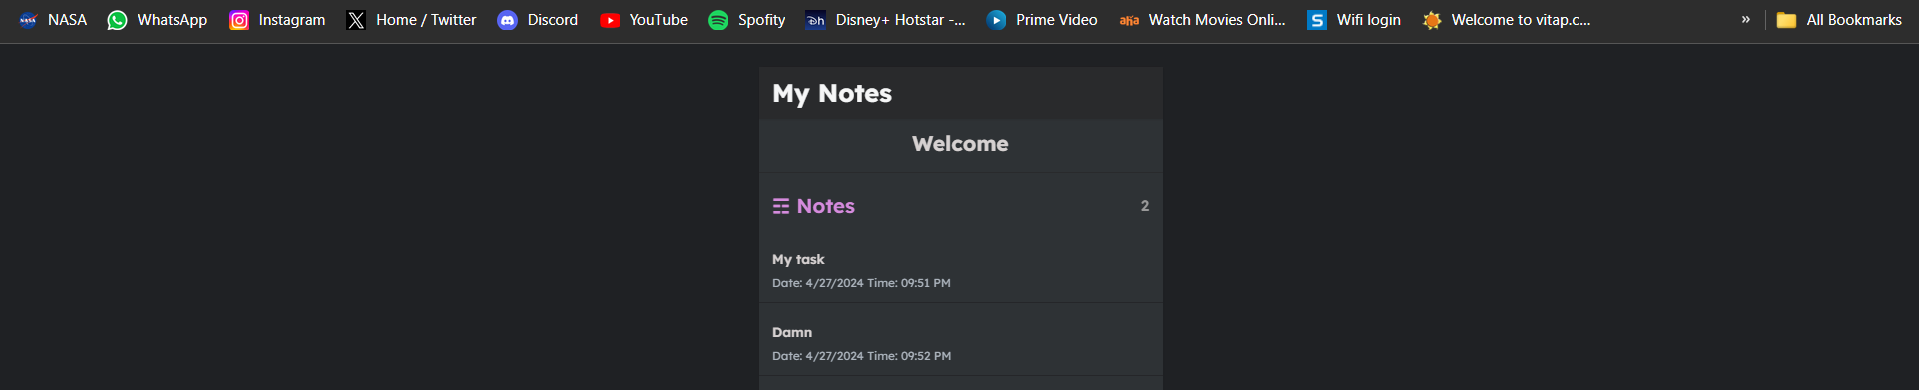 NASA WhatsApp Instagram Home / Twitter Discord YouTube Spofity Disney+ Hotstar -... Prime Video Watch Movies Onli... Wifi login Welcome to vitap.c... » All Bookmarks
My Notes
Welcome
☶ Notes 2
My task
Date: 4/27/2024 Time: 09:51 PM
Damn
Date: 4/27/2024 Time: 09:52 PM